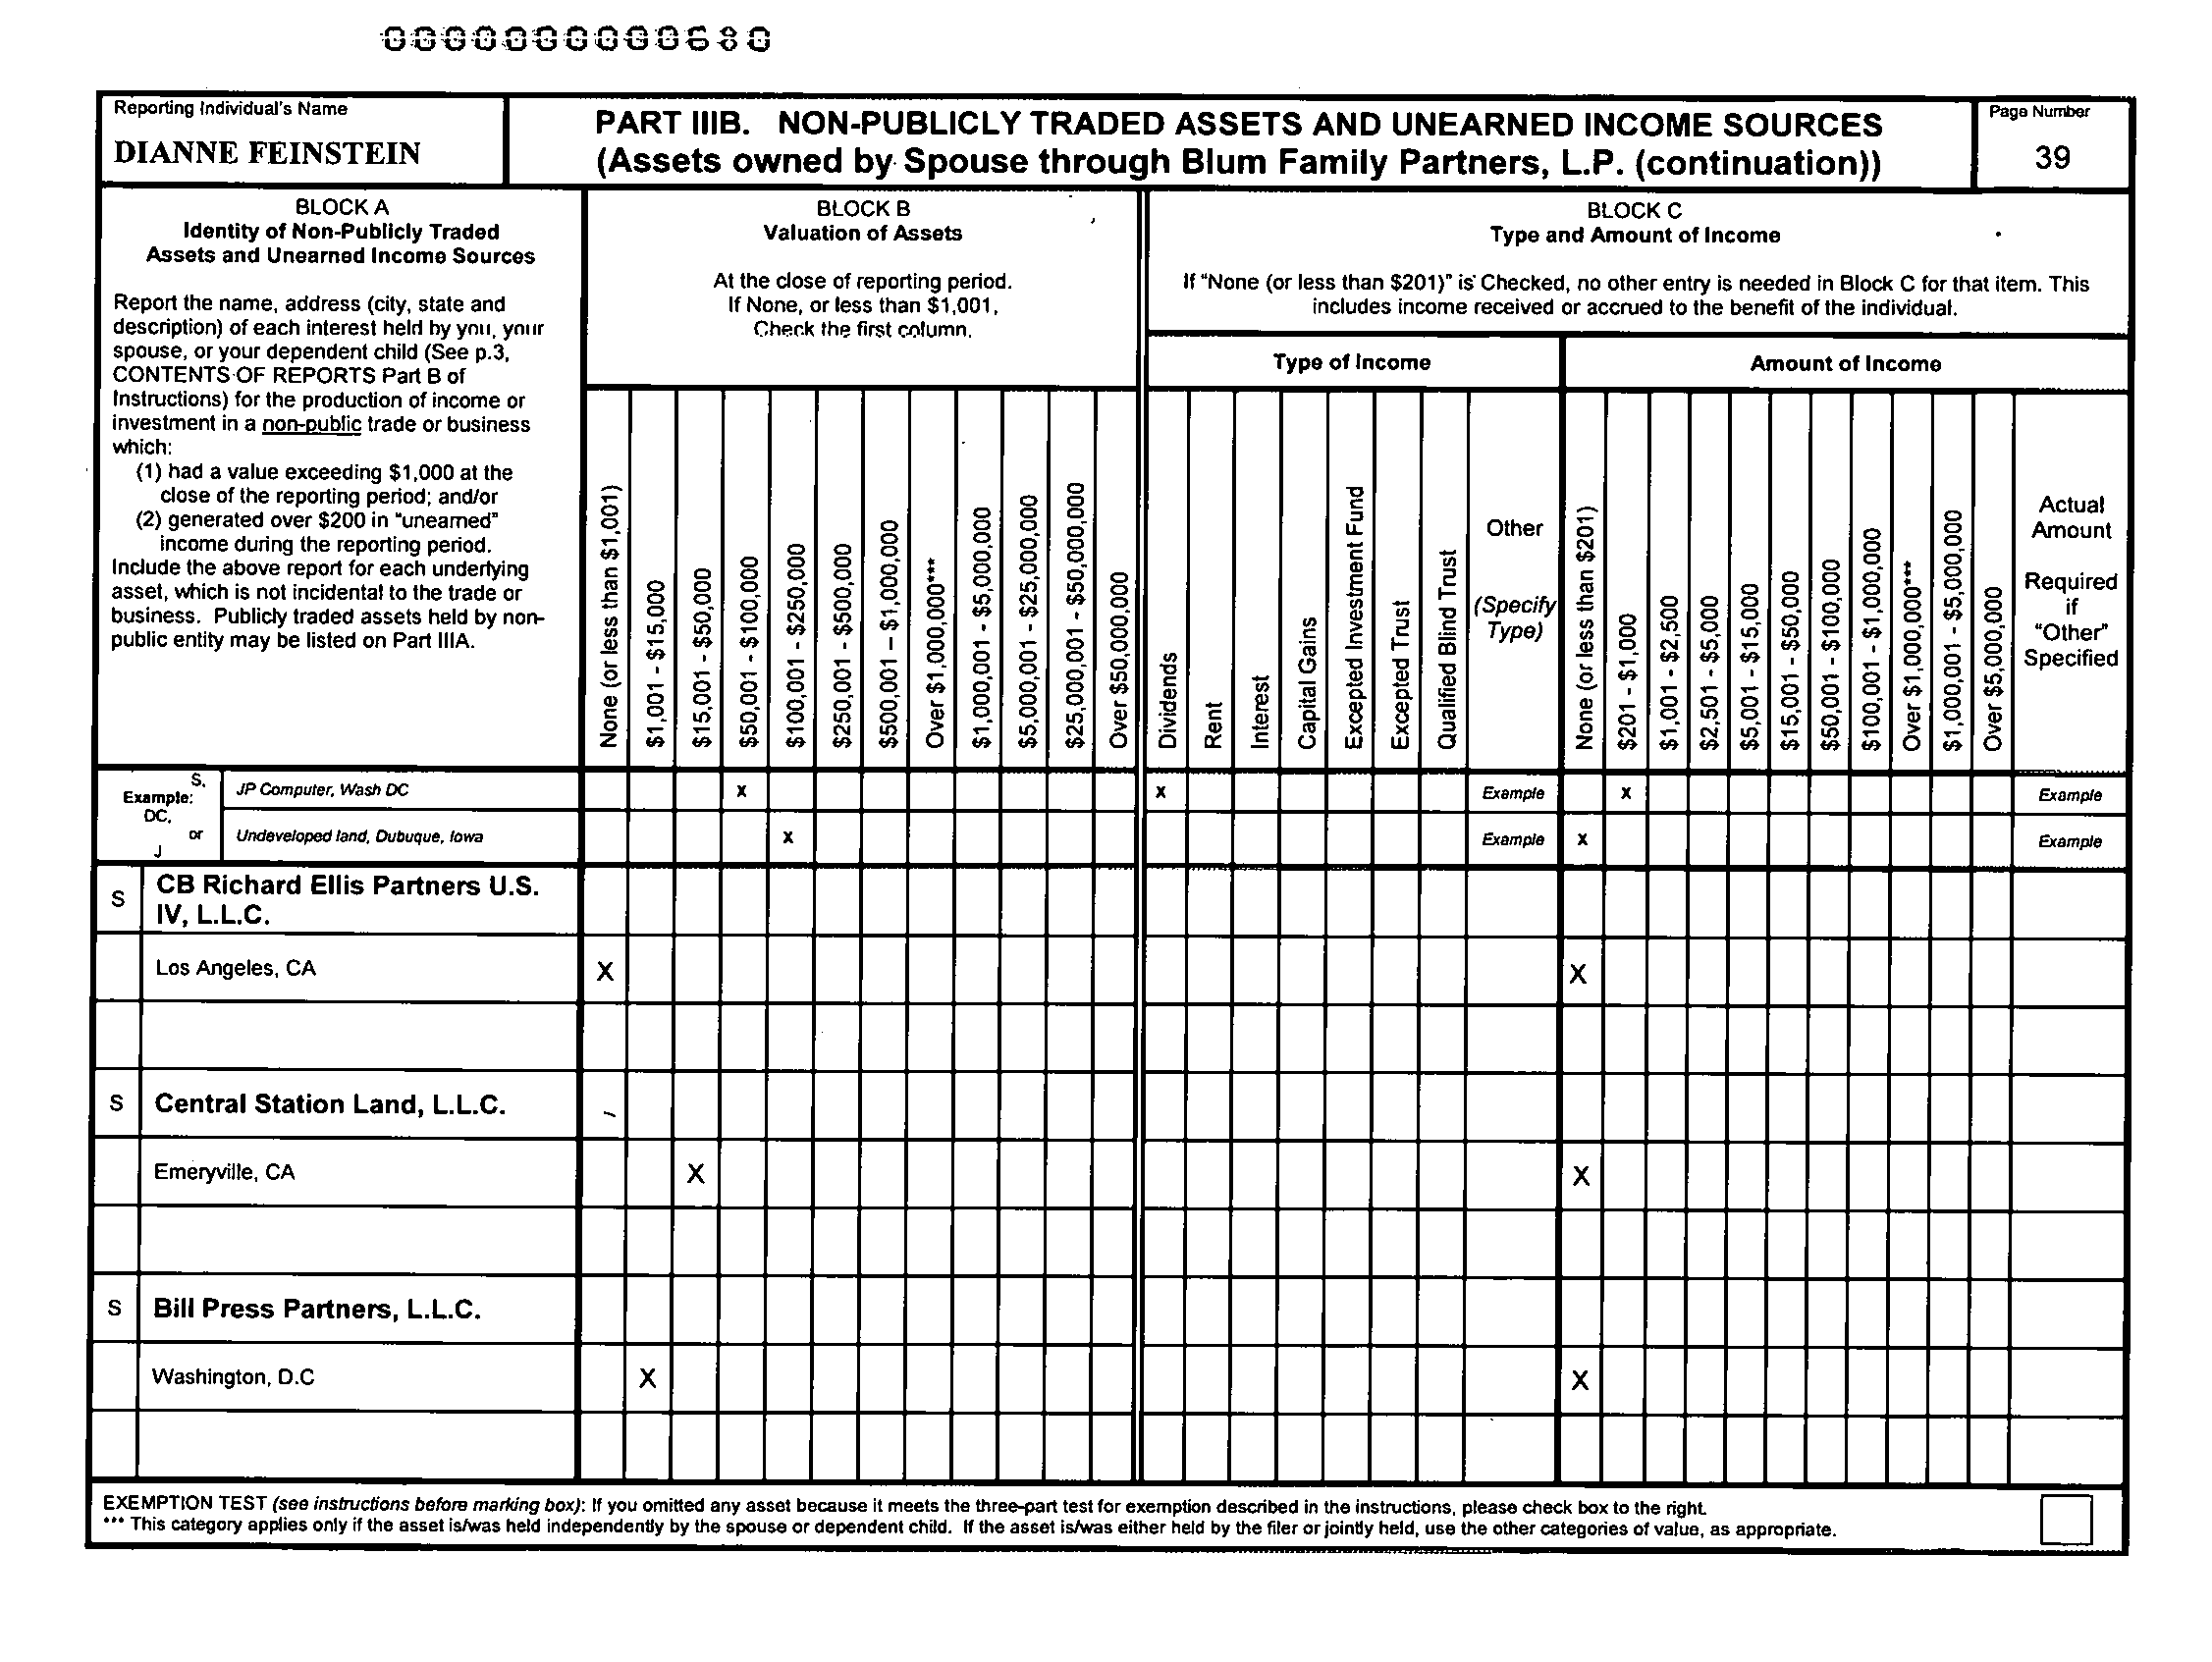 000000000680
Reporting Individual's Name
DIANNE FEINSTEIN
PART IIIB. NON-PUBLICLY TRADED ASSETS AND UNEARNED INCOME SOURCES
(Assets owned by Spouse through Blum Family Partners, L.P. (continuation))
Page Number
39
BLOCK A
Identity of Non-Publicly Traded
Assets and Unearned Income Sources
Report the name, address (city, state and
description) of each interest held by you, your
spouse, or your dependent child (See p.3,
CONTENTS OF REPORTS Part B of
Instructions) for the production of income or
investment in a non-public trade or business
which:
(1) had a value exceeding $1,000 at the
close of the reporting period; and/or
(2) generated over $200 in "unearned"
income during the reporting period.
Include the above report for each underlying
asset, which is not incidental to the trade or
business. Publicly traded assets held by non-
public entity may be listed on Part IIIA.
BLOCK B
Valuation of Assets
At the close of reporting period.
If None, or less than $1,001,
Check the first column.
None (or less than $1,001)
$1,001 - $15,000
$15,001 - $50,000
$50,001 - $100,000
$100,001 - $250,000
$250,001 - $500,000
$500,001 – $1,000,000
Over $1,000,000***
$1,000,001 - $5,000,000
$5,000,001 - $25,000,000
$25,000,001 - $50,000,000
Over $50,000,000
BLOCK C
Type and Amount of Income
If "None (or less than $201)" is Checked, no other entry is needed in Block C for that item. This
includes income received or accrued to the benefit of the individual.
Type of Income
Dividends
Rent
Interest
Capital Gains
Excepted Investment Fund
Excepted Trust
Qualified Blind Trust
Other
(Specify
Type)
Amount of Income
None (or less than $201)
$201 - $1,000
$1,001 - $2,500
$2,501 - $5,000
$5,001 - $15,000
$15,001 - $50,000
$50,001 - $100,000
$100,001 - $1,000,000
Over $1,000,000***
$1,000,001 - $5,000,000
Over $5,000,000
Actual
Amount
Required
if
"Other"
Specified
S,
Example:
DC,
or
J
JP Computer, Wash DC X X Example X Example
Undeveloped land, Dubuque, Iowa X Example X Example
S CB Richard Ellis Partners U.S.
IV, L.L.C.
Los Angeles, CA X X
S Central Station Land, L.L.C.
Emeryville, CA X X
S Bill Press Partners, L.L.C.
Washington, D.C X X
EXEMPTION TEST (see instructions before marking box): If you omitted any asset because it meets the three-part test for exemption described in the instructions, please check box to the right.
*** This category applies only if the asset is/was held independently by the spouse or dependent child. If the asset is/was either held by the filer or jointly held, use the other categories of value, as appropriate.